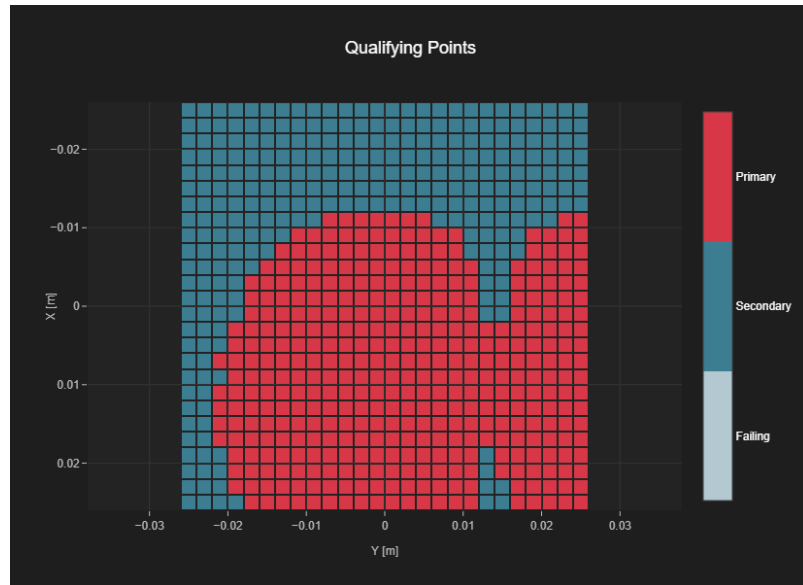 Qualifying Points
−0.02
−0.01
0
0.01
0.02
X [m]
−0.03
−0.02
−0.01
0
0.01
0.02
0.03
Y [m]
Primary
Secondary
Failing